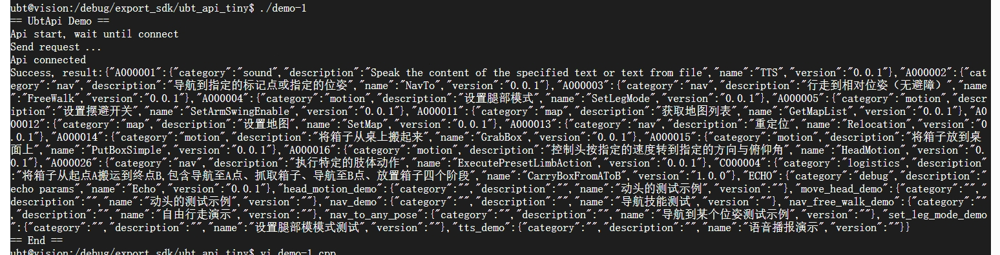 ubt@vision:/debug/export_sdk/ubt_api_tiny$ ./demo-1
== UbtApi Demo ==
Api start, wait until connect
Send request ...
Api connected
Success, result:{"A000001":{"category":"sound","description":"Speak the content of the specified text or text from file","name":"TTS","version":"0.0.1"},"A000002":{"cat
egory":"nav","description":"导航到指定的标记点或指定的位姿","name":"NavTo","version":"0.0.1"},"A000003":{"category":"nav","description":"行走到相对位姿（无避障）","name
":"FreeWalk","version":"0.0.1"},"A000004":{"category":"motion","description":"设置腿部模式","name":"SetLegMode","version":"0.0.1"},"A000005":{"category":"motion","descr
iption":"设置摆避开关","name":"SetArmSwingEnable","version":"0.0.1"},"A000011":{"category":"map","description":"获取地图列表","name":"GetMapList","version":"0.0.1"},"A0
00012":{"category":"map","description":"设置地图","name":"SetMap","version":"0.0.1"},"A000013":{"category":"nav","description":"重定位","name":"Relocation","version":"0
.0.1"},"A000014":{"category":"motion","description":"将箱子从桌上搬起来","name":"GrabBox","version":"0.0.1"},"A000015":{"category":"motion","description":"将箱子放到桌
面上","name":"PutBoxSimple","version":"0.0.1"},"A000016":{"category":"motion","description":"控制头按指定的速度转到指定的方向与俯仰角","name":"HeadMotion","version":"0.
0.1"},"A000026":{"category":"nav","description":"执行特定的肢体动作","name":"ExecutePresetLimbAction","version":"0.0.1"},"C000004":{"category":"logistics","description"
:"将箱子从起点A搬运到终点B,包含导航至A点、抓取箱子、导航至B点、放置箱子四个阶段","name":"CarryBoxFromAToB","version":"1.0.0"},"ECHO":{"category":"debug","description":"
echo params","name":"Echo","version":"0.0.1"},"head_motion_demo":{"category":"","description":"","name":"动头的测试示例","version":""},"move_head_demo":{"category":"","
description":"","name":"动头的测试示例","version":""},"nav_demo":{"category":"","description":"","name":"导航技能测试","version":""},"nav_free_walk_demo":{"category":""
,"description":"","name":"自由行走演示","version":""},"nav_to_any_pose":{"category":"","description":"","name":"导航到某个位姿测试示例","version":""},"set_leg_mode_demo
":{"category":"","description":"","name":"设置腿部模模式测试","version":""},"tts_demo":{"category":"","description":"","name":"语音播报演示","version":""}}
== End ==
ubt@vision:/debug/export_sdk/ubt_api_tiny$ vi demo-1.cpp